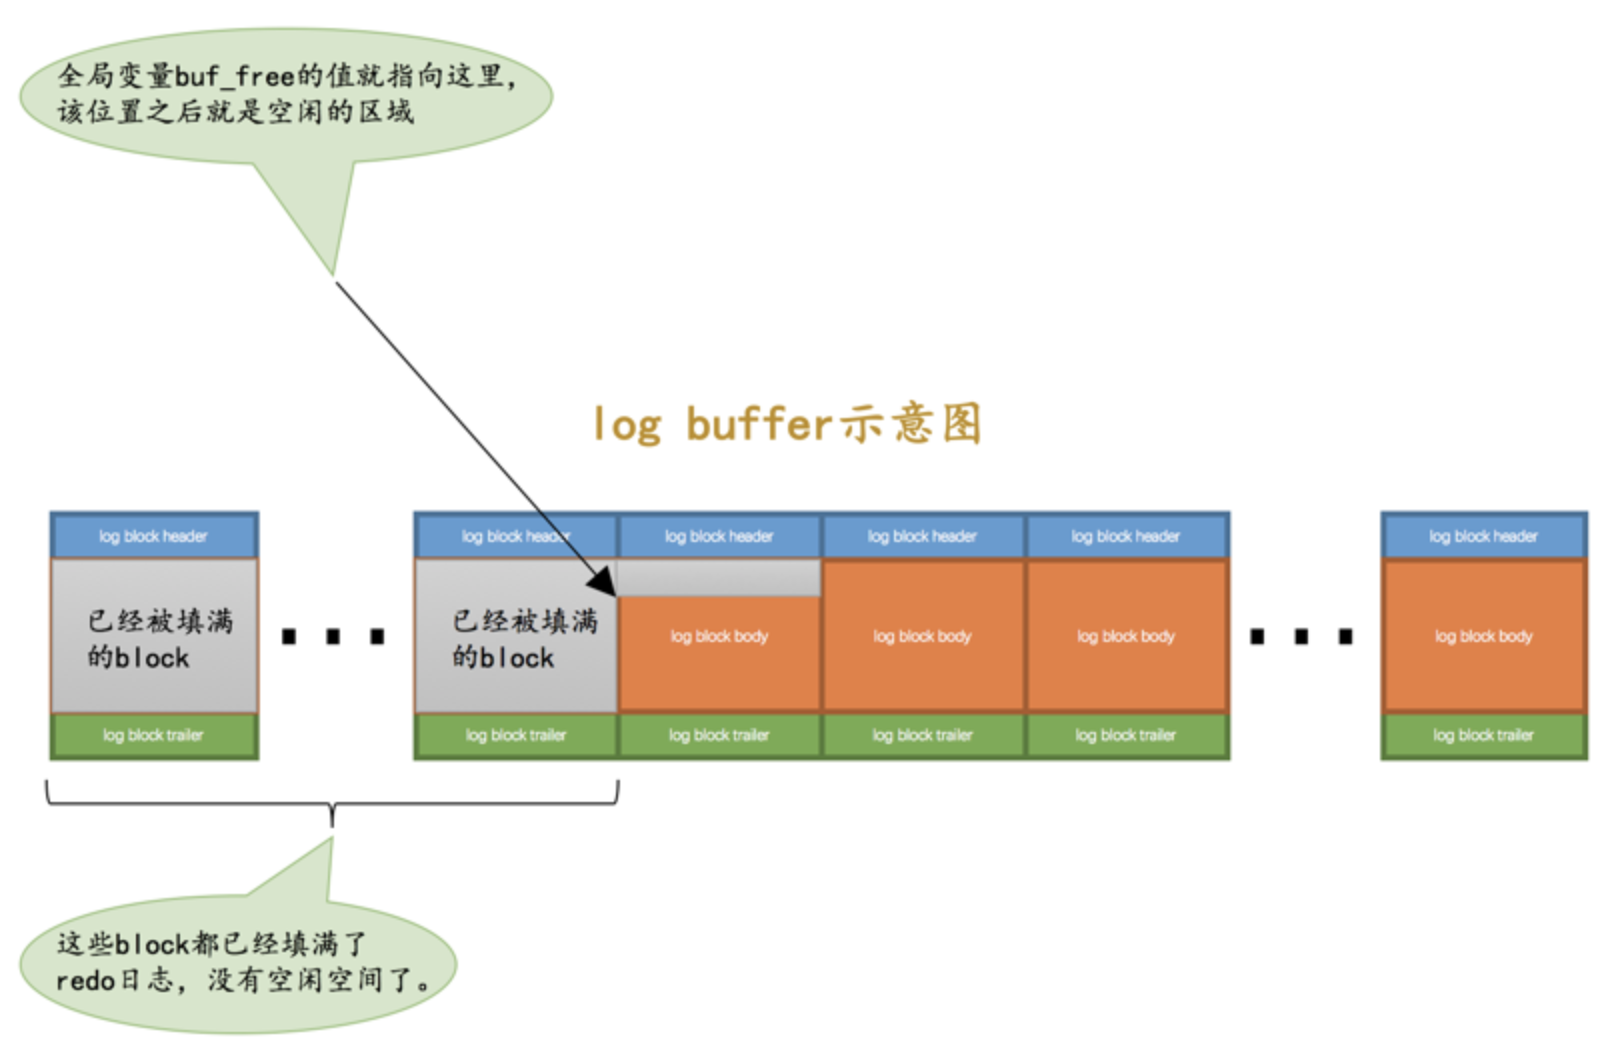 全局变量buf_free的值就指向这里，
该位置之后就是空闲的区域
log buffer示意图
log block header
log block header
log block header
log block header
log block header
log block header
已经被填满
的block
已经被填满
的block
log block body
log block body
log block body
log block body
log block trailer
log block trailer
log block trailer
log block trailer
log block trailer
log block trailer
这些block都已经填满了
redo日志，没有空闲空间了。